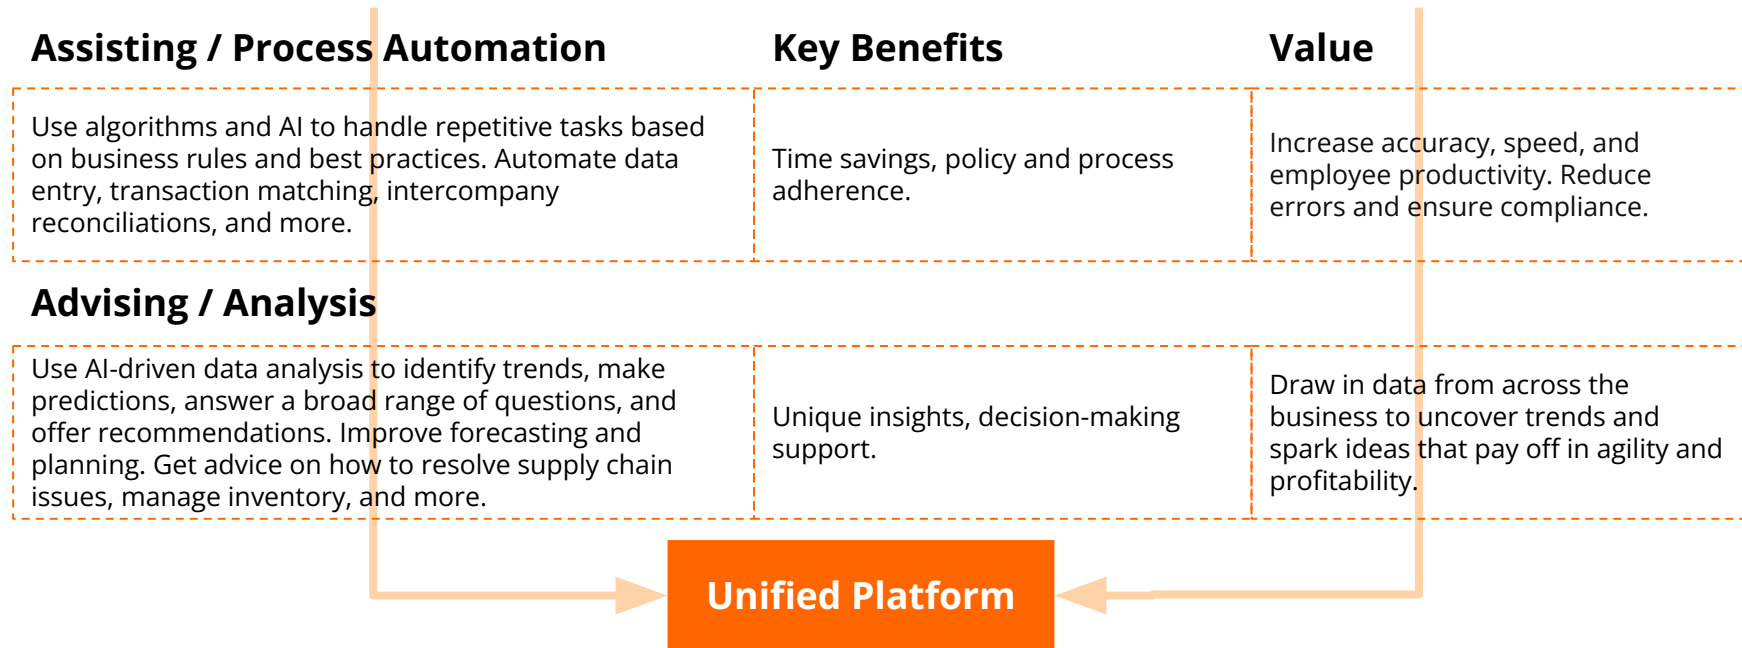 Assisting / Process Automation
Key Benefits
Value
Use algorithms and AI to handle repetitive tasks based
on business rules and best practices. Automate data
entry, transaction matching, intercompany
reconciliations, and more.
Time savings, policy and process
adherence.
Increase accuracy, speed, and
employee productivity. Reduce
errors and ensure compliance.
Advising / Analysis
Use AI-driven data analysis to identify trends, make
predictions, answer a broad range of questions, and
offer recommendations. Improve forecasting and
planning. Get advice on how to resolve supply chain
issues, manage inventory, and more.
Unique insights, decision-making
support.
Draw in data from across the
business to uncover trends and
spark ideas that pay off in agility and
profitability.
Unified Platform